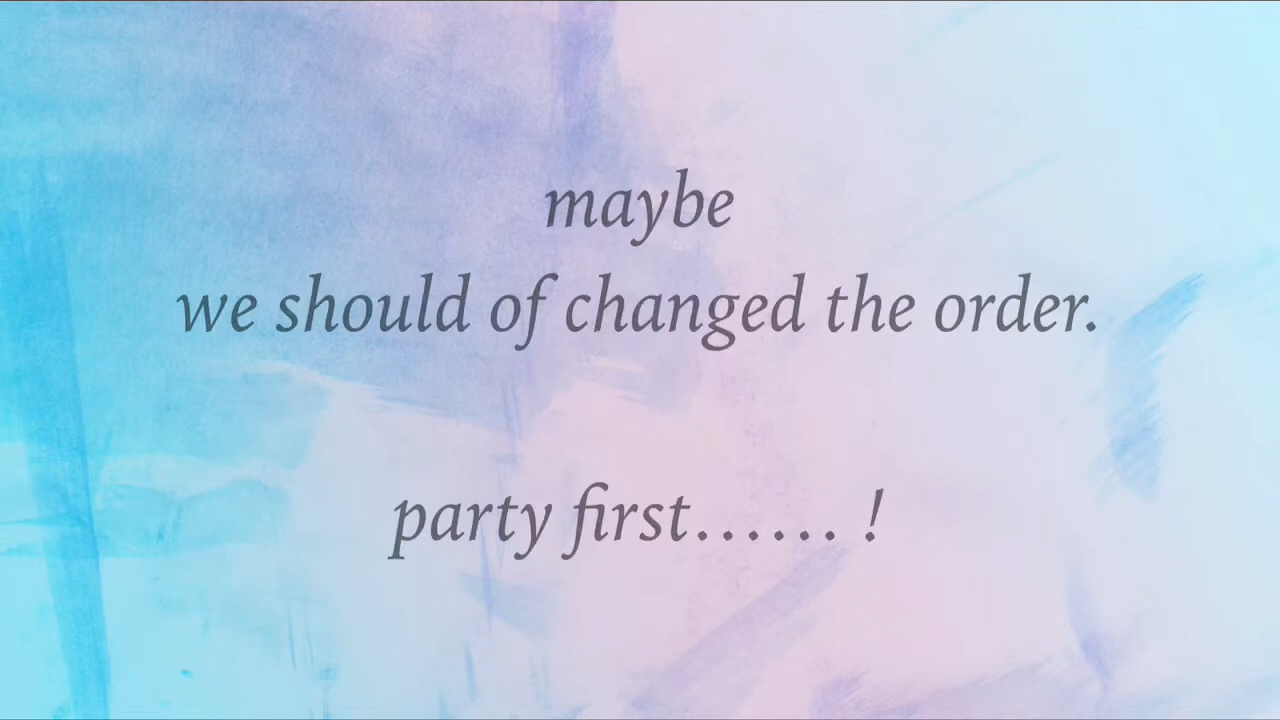 maybe
we should of changed the order.
party first...... !